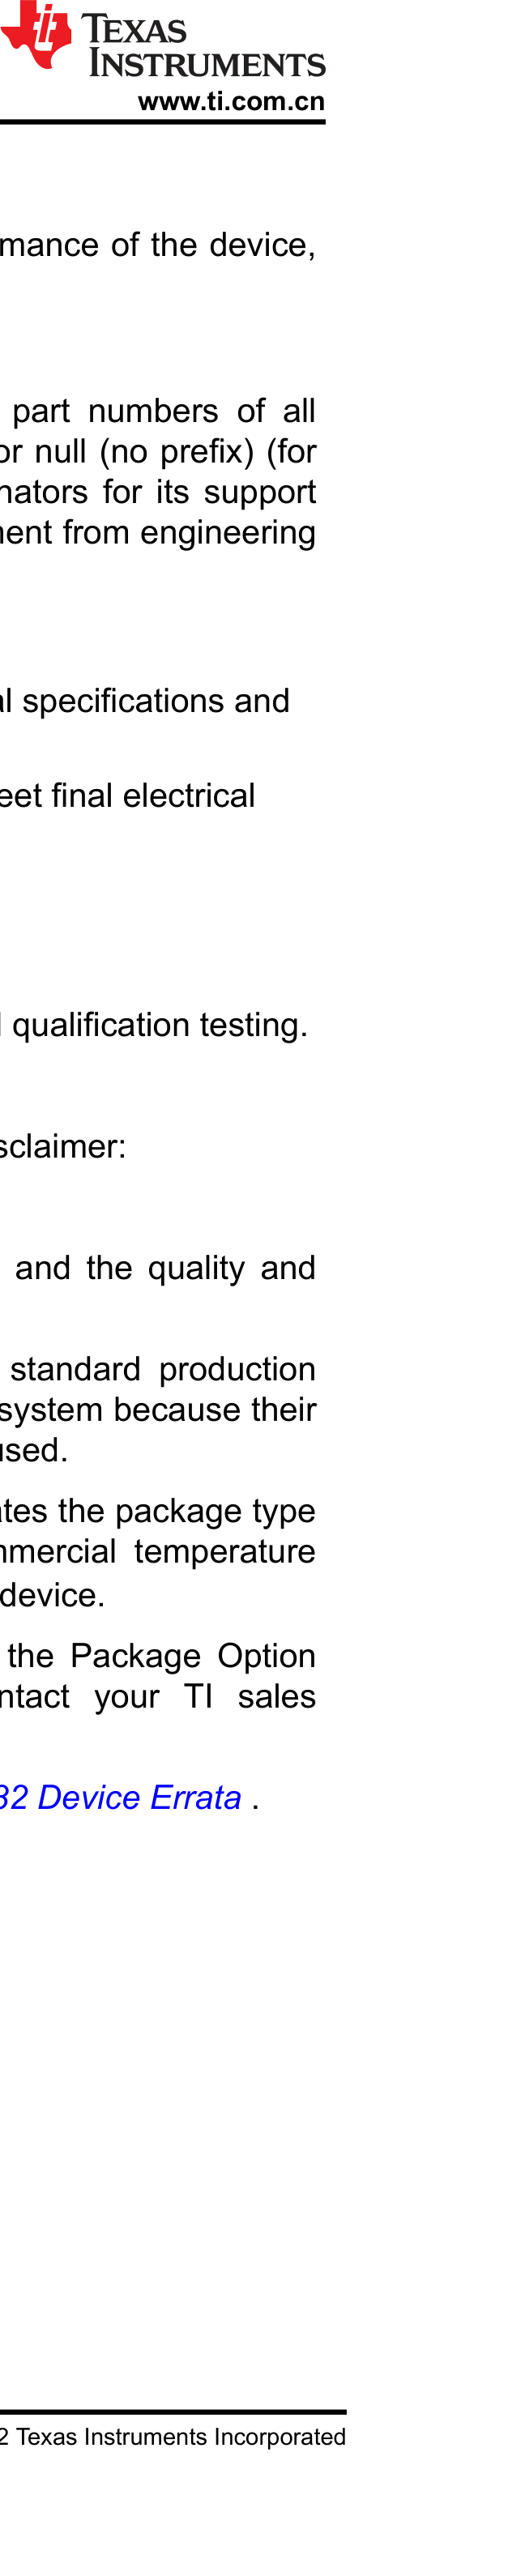 TEXAS
INSTRUMENTS
www.ti.com.cn
mance of the device,
part numbers of all
or null (no prefix) (for
nators for its support
ment from engineering
al specifications and
eet final electrical
qualification testing.
sclaimer:
and the quality and
standard production
system because their
used.
ates the package type
mmercial temperature
device.
the Package Option
ntact your TI sales
32 Device Errata .
2 Texas Instruments Incorporated